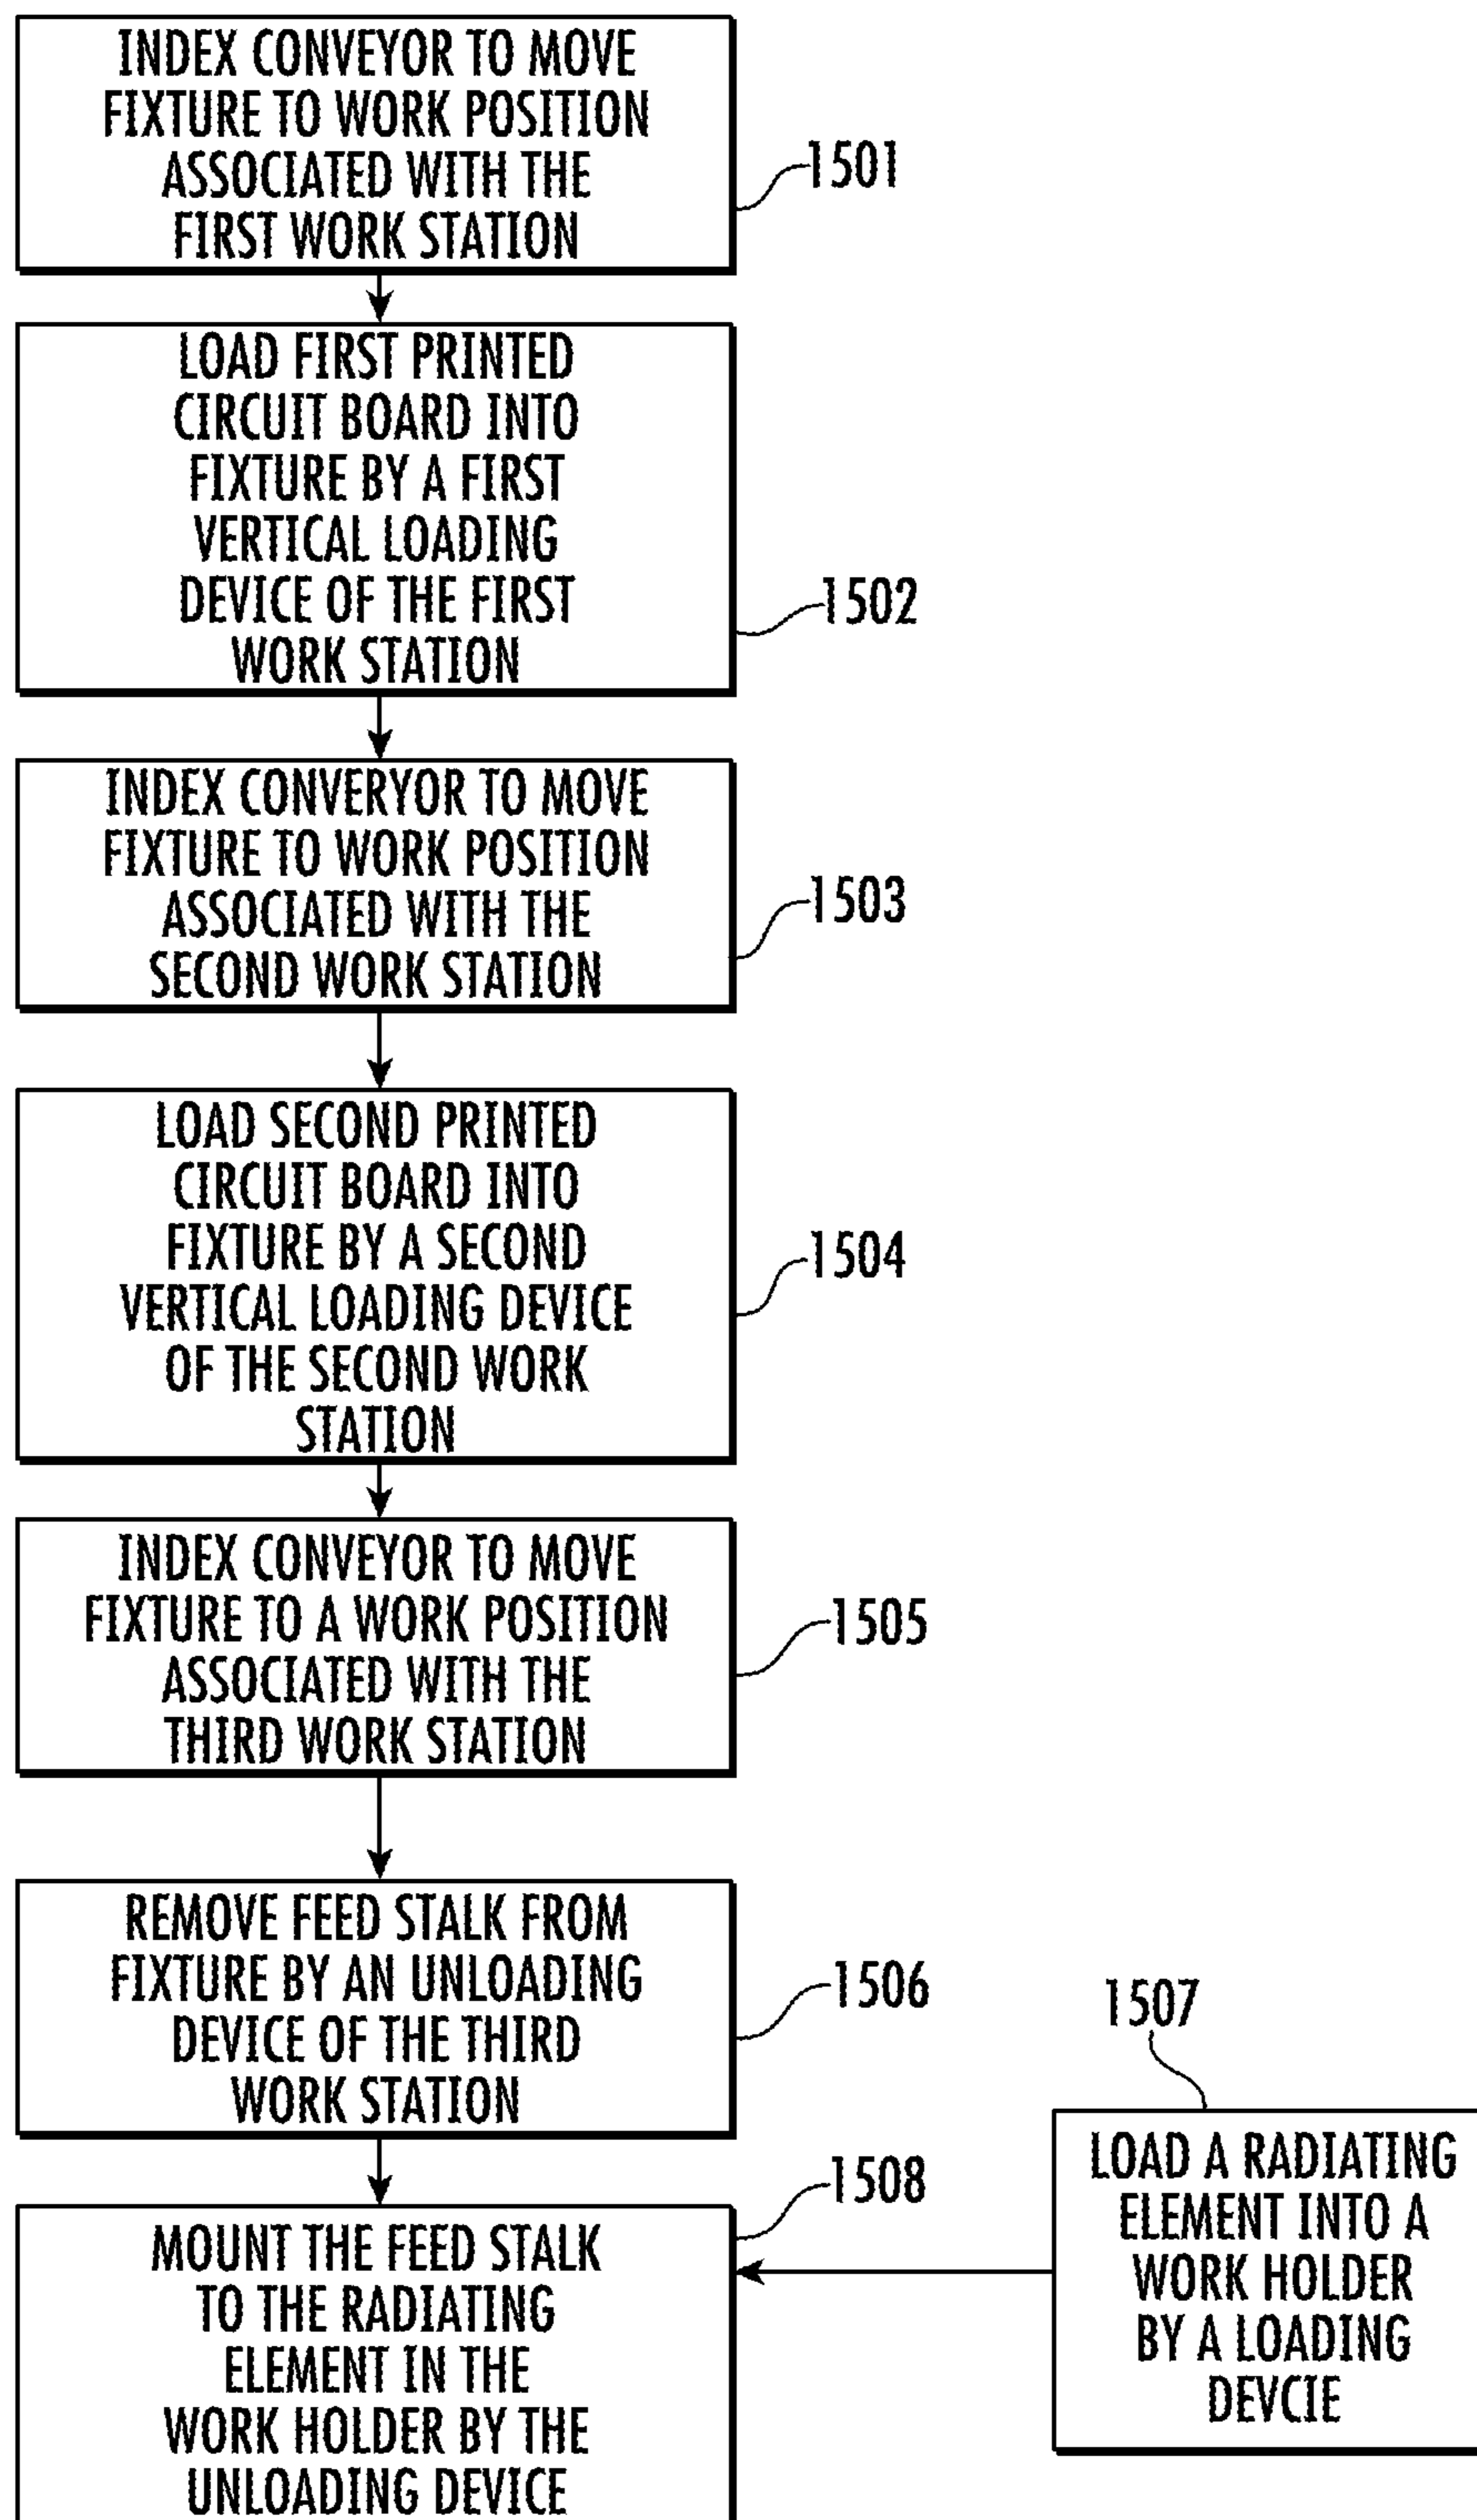 INDEX CONVEYOR TO MOVE
FIXTURE TO WORK POSITION
ASSOCIATED WITH THE
FIRST WORK STATION
1501
LOAD FIRST PRINTED
CIRCUIT BOARD INTO
FIXTURE BY A FIRST
VERTICAL LOADING
DEVICE OF THE FIRST
WORK STATION
1502
INDEX CONVERYOR TO MOVE
FIXTURE TO WORK POSITION
ASSOCIATED WITH THE
SECOND WORK STATION
1503
LOAD SECOND PRINTED
CIRCUIT BOARD INTO
FIXTURE BY A SECOND
VERTICAL LOADING DEVICE
OF THE SECOND WORK
STATION
1504
INDEX CONVEYOR TO MOVE
FIXTURE TO A WORK POSITION
ASSOCIATED WITH THE
THIRD WORK STATION
1505
REMOVE FEED STALK FROM
FIXTURE BY AN UNLOADING
DEVICE OF THE THIRD
WORK STATION
1506
1507
LOAD A RADIATING
ELEMENT INTO A
WORK HOLDER
BY A LOADING
DEVCIE
1508
MOUNT THE FEED STALK
TO THE RADIATING
ELEMENT IN THE
WORK HOLDER BY THE
UNLOADING DEVICE